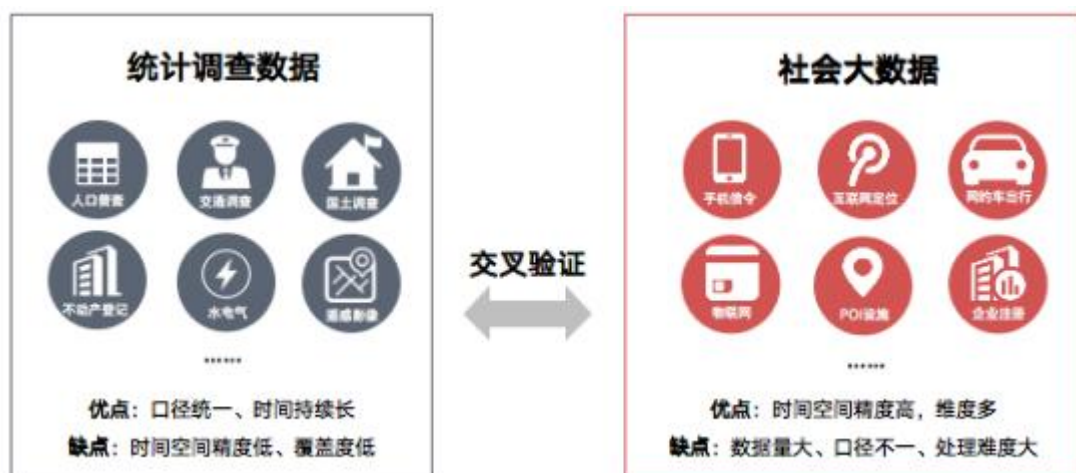 统计调查数据
人口普查
交通调查
国土调查
不动产登记
水电气
遥感影像
……
优点：口径统一、时间持续长
缺点：时间空间精度低、覆盖度低
交叉验证
社会大数据
手机信令
互联网定位
网约车出行
物联网
POI设施
企业注册
……
优点：时间空间精度高，维度多
缺点：数据量大、口径不一、处理难度大